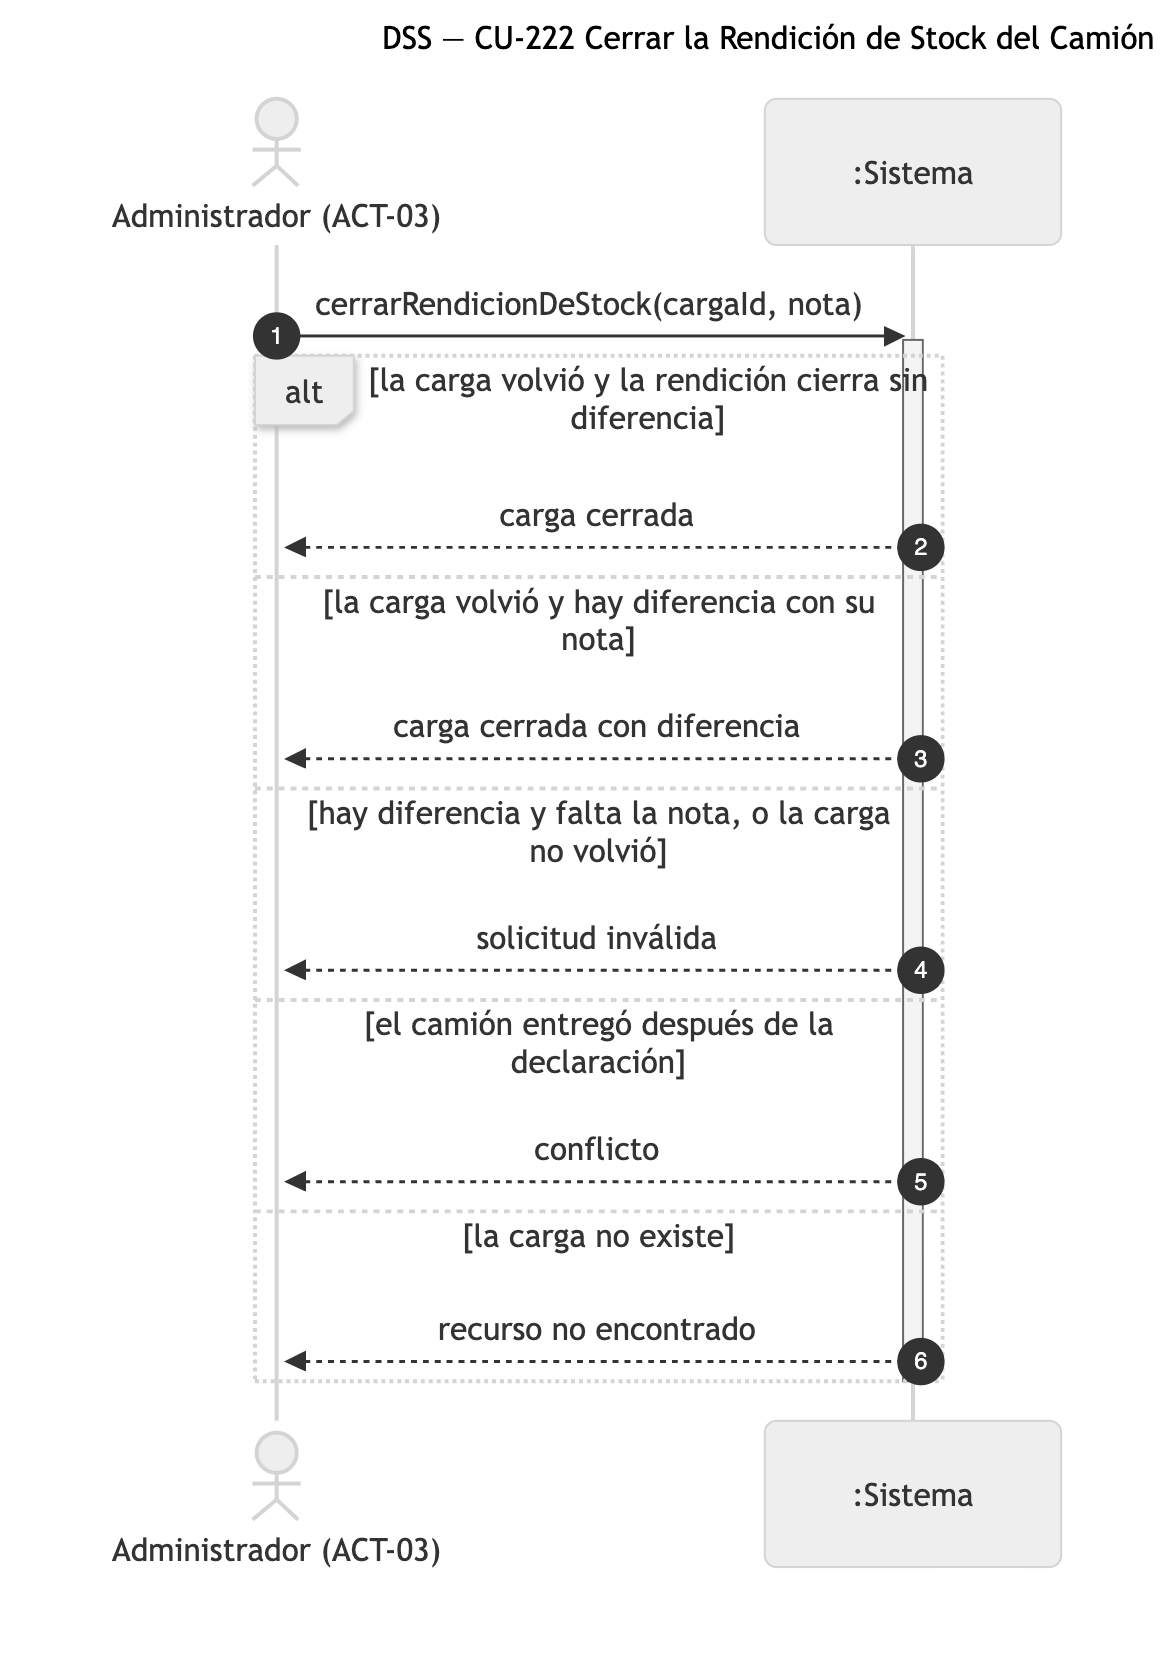 DSS — CU-222 Cerrar la Rendición de Stock del Camión
Administrador (ACT-03)
:Sistema
cerrarRendicionDeStock(cargaId, nota)
1
alt
[la carga volvió y la rendición cierra sin
diferencia]
carga cerrada
2
[la carga volvió y hay diferencia con su
nota]
carga cerrada con diferencia
3
[hay diferencia y falta la nota, o la carga
no volvió]
solicitud inválida
4
[el camión entregó después de la
declaración]
conflicto
5
[la carga no existe]
recurso no encontrado
6
Administrador (ACT-03)
:Sistema